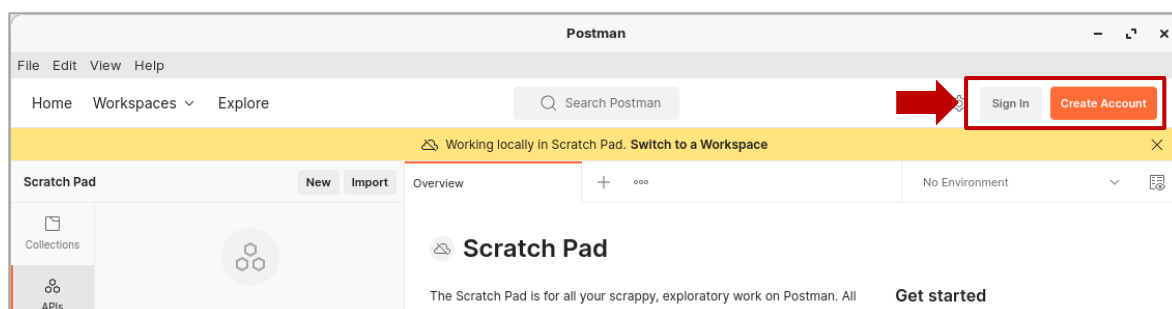 Postman
File Edit View Help
Home Workspaces Explore Search Postman Sign In Create Account
Working locally in Scratch Pad. Switch to a Workspace
Scratch Pad New Import Overview No Environment
Collections
Scratch Pad
APIs
The Scratch Pad is for all your scrappy, exploratory work on Postman. All
Get started